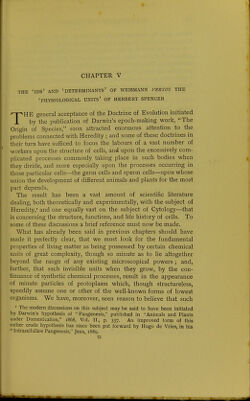 CHAPTER V
THE "IDS" AND "DETERMINANTS" OF WEISMANN VERSUS THE
"PHYSIOLOGICAL UNITS" OF HERBERT SPENCER
THE general acceptance of the Doctrine of Evolution initiated
by the publication of Darwin's epoch-making work, "The
Origin of Species," soon attracted enormous attention to the
problems connected with Heredity; and some of these doctrines in
their turn have sufficed to focus the labours of a vast number of
workers upon the structure of cells, and upon the excessively com-
plicated processes commonly taking place in such bodies when
they divide, and more especially upon the processes occurring in
those particular cells—the germ cells and sperm cells—upon whose
union the development of different animals and plants for the most
part depends.
The result has been a vast amount of scientific literature
dealing, both theoretically and experimentally, with the subject of
Heredity,¹ and one equally vast on the subject of Cytology—that
is concerning the structure, functions, and life history of cells. To
some of these discussions a brief reference must now be made.
What has already been said in previous chapters should have
made it perfectly clear, that we must look for the fundamental
properties of living matter as being possessed by certain chemical
units of great complexity, though so minute as to lie altogether
beyond the range of any existing microscopical powers; and,
further, that such invisible units when they grow, by the con-
tinuance of synthetic chemical processes, result in the appearance
of minute particles of protoplasm which, though structureless,
speedily assume one or other of the well-known forms of lowest
organisms. We have, moreover, seen reason to believe that such
¹ The modern discussions on this subject may be said to have been initiated
by Darwin's hypothesis of "Pangenesis," published in "Animals and Plants
under Domestication," 1868, Vol. II, p. 357. An improved form of this
rather crude hypothesis has since been put forward by Hugo de Vries, in his
"Intracellulare Pangenesis," Jena, 1889.